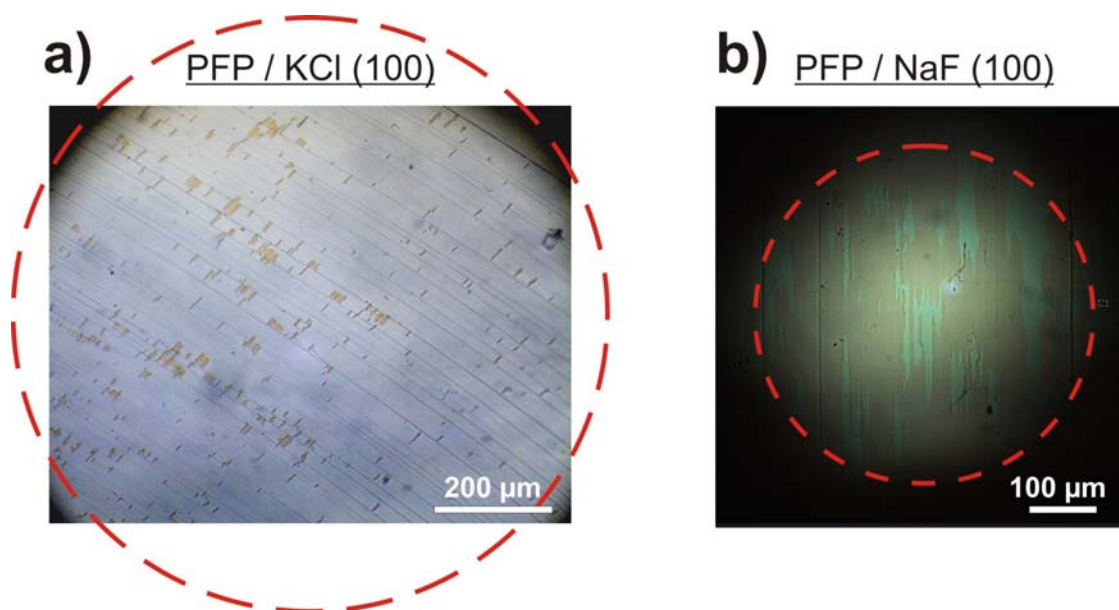 a)
PFP / KCl (100)
200 µm
b)
PFP / NaF (100)
100 µm